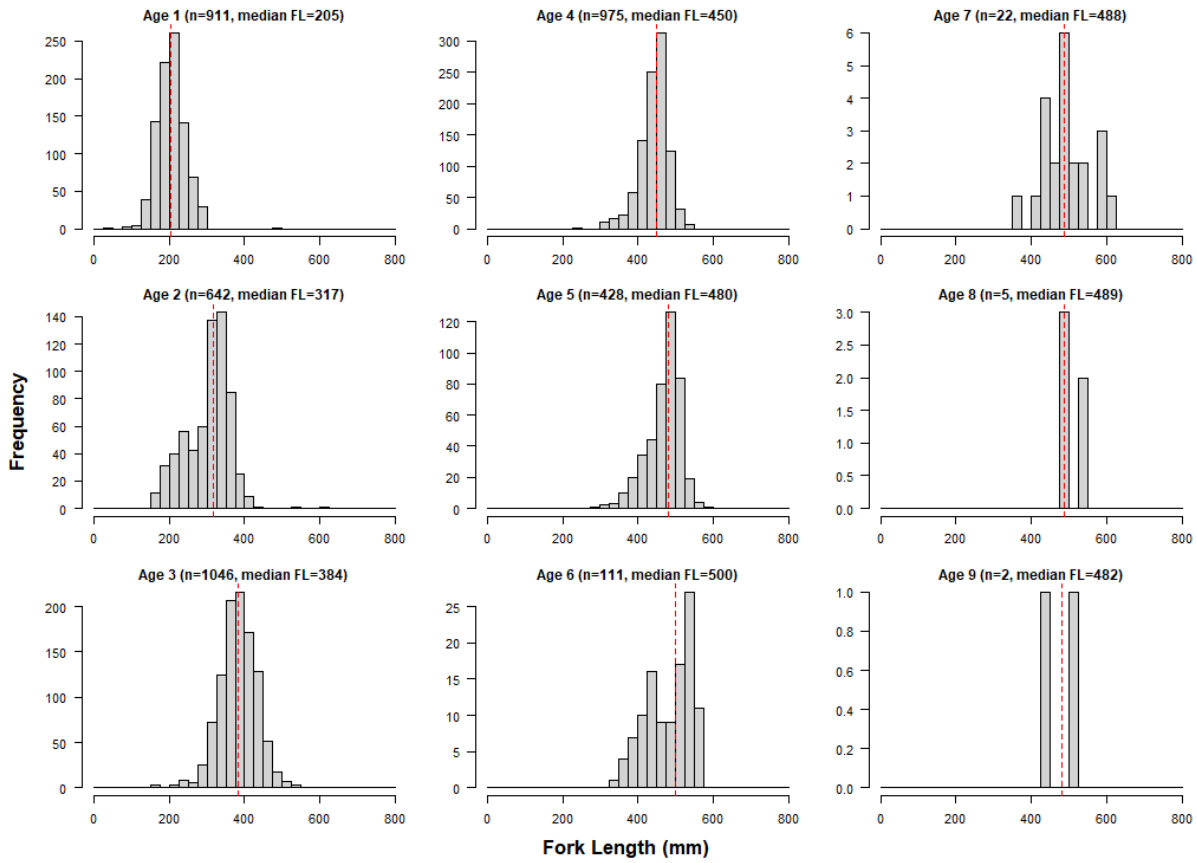 Age 1 (n=911, median FL=205)
250
200
150
100
50
0
0 200 400 600 800
Age 4 (n=975, median FL=450)
300
250
200
150
100
50
0
0 200 400 600 800
Age 7 (n=22, median FL=488)
6
5
4
3
2
1
0
0 200 400 600 800
Age 2 (n=642, median FL=317)
140
120
100
80
60
40
20
0
0 200 400 600 800
Age 5 (n=428, median FL=480)
120
100
80
60
40
20
0
0 200 400 600 800
Age 8 (n=5, median FL=489)
3.0
2.5
2.0
1.5
1.0
0.5
0.0
0 200 400 600 800
Age 3 (n=1046, median FL=384)
200
150
100
50
0
0 200 400 600 800
Age 6 (n=111, median FL=500)
25
20
15
10
5
0
0 200 400 600 800
Age 9 (n=2, median FL=482)
1.0
0.8
0.6
0.4
0.2
0.0
0 200 400 600 800
Frequency
Fork Length (mm)